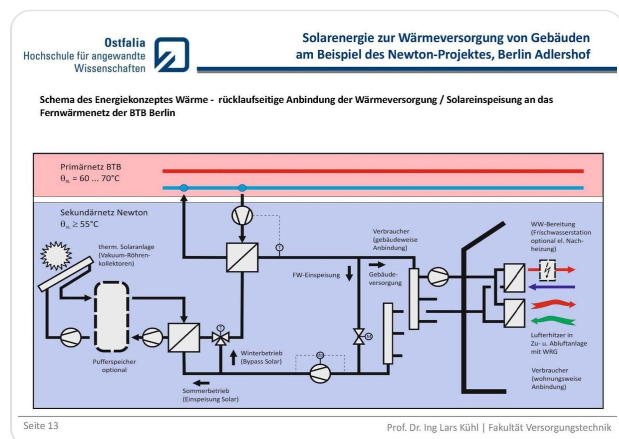 Ostfalia
Hochschule für angewandte
Wissenschaften
Solarenergie zur Wärmeversorgung von Gebäuden
am Beispiel des Newton-Projektes, Berlin Adlershof
Schema des Energiekonzeptes Wärme - rücklaufseitige Anbindung der Wärmeversorgung / Solareinspeisung an das
Fernwärmenetz der BTB Berlin
Primärnetz BTB
= 60 ... 70°C
Sekundärnetz Newton
≥ 55°C
therm. Solaranlage
(Vakuum-Röhren-
kollektoren)
Pufferspeicher
optional
Sommerbetrieb
(Einspeisung Solar)
Winterbetrieb
(Bypass Solar)
FW-Einspeisung
Gebäude-
versorgung
Verbraucher
(gebäudeweise
Anbindung)
WW-Bereitung
(Frischwasserstation
optional el. Nach-
heizung)
Lufterhitzer in
Zu- u. Abluftanlage
mit WRG
Verbraucher
(wohnungsweise
Anbindung)
Seite 13
Prof. Dr. Ing Lars Kühl | Fakultät Versorgungstechnik